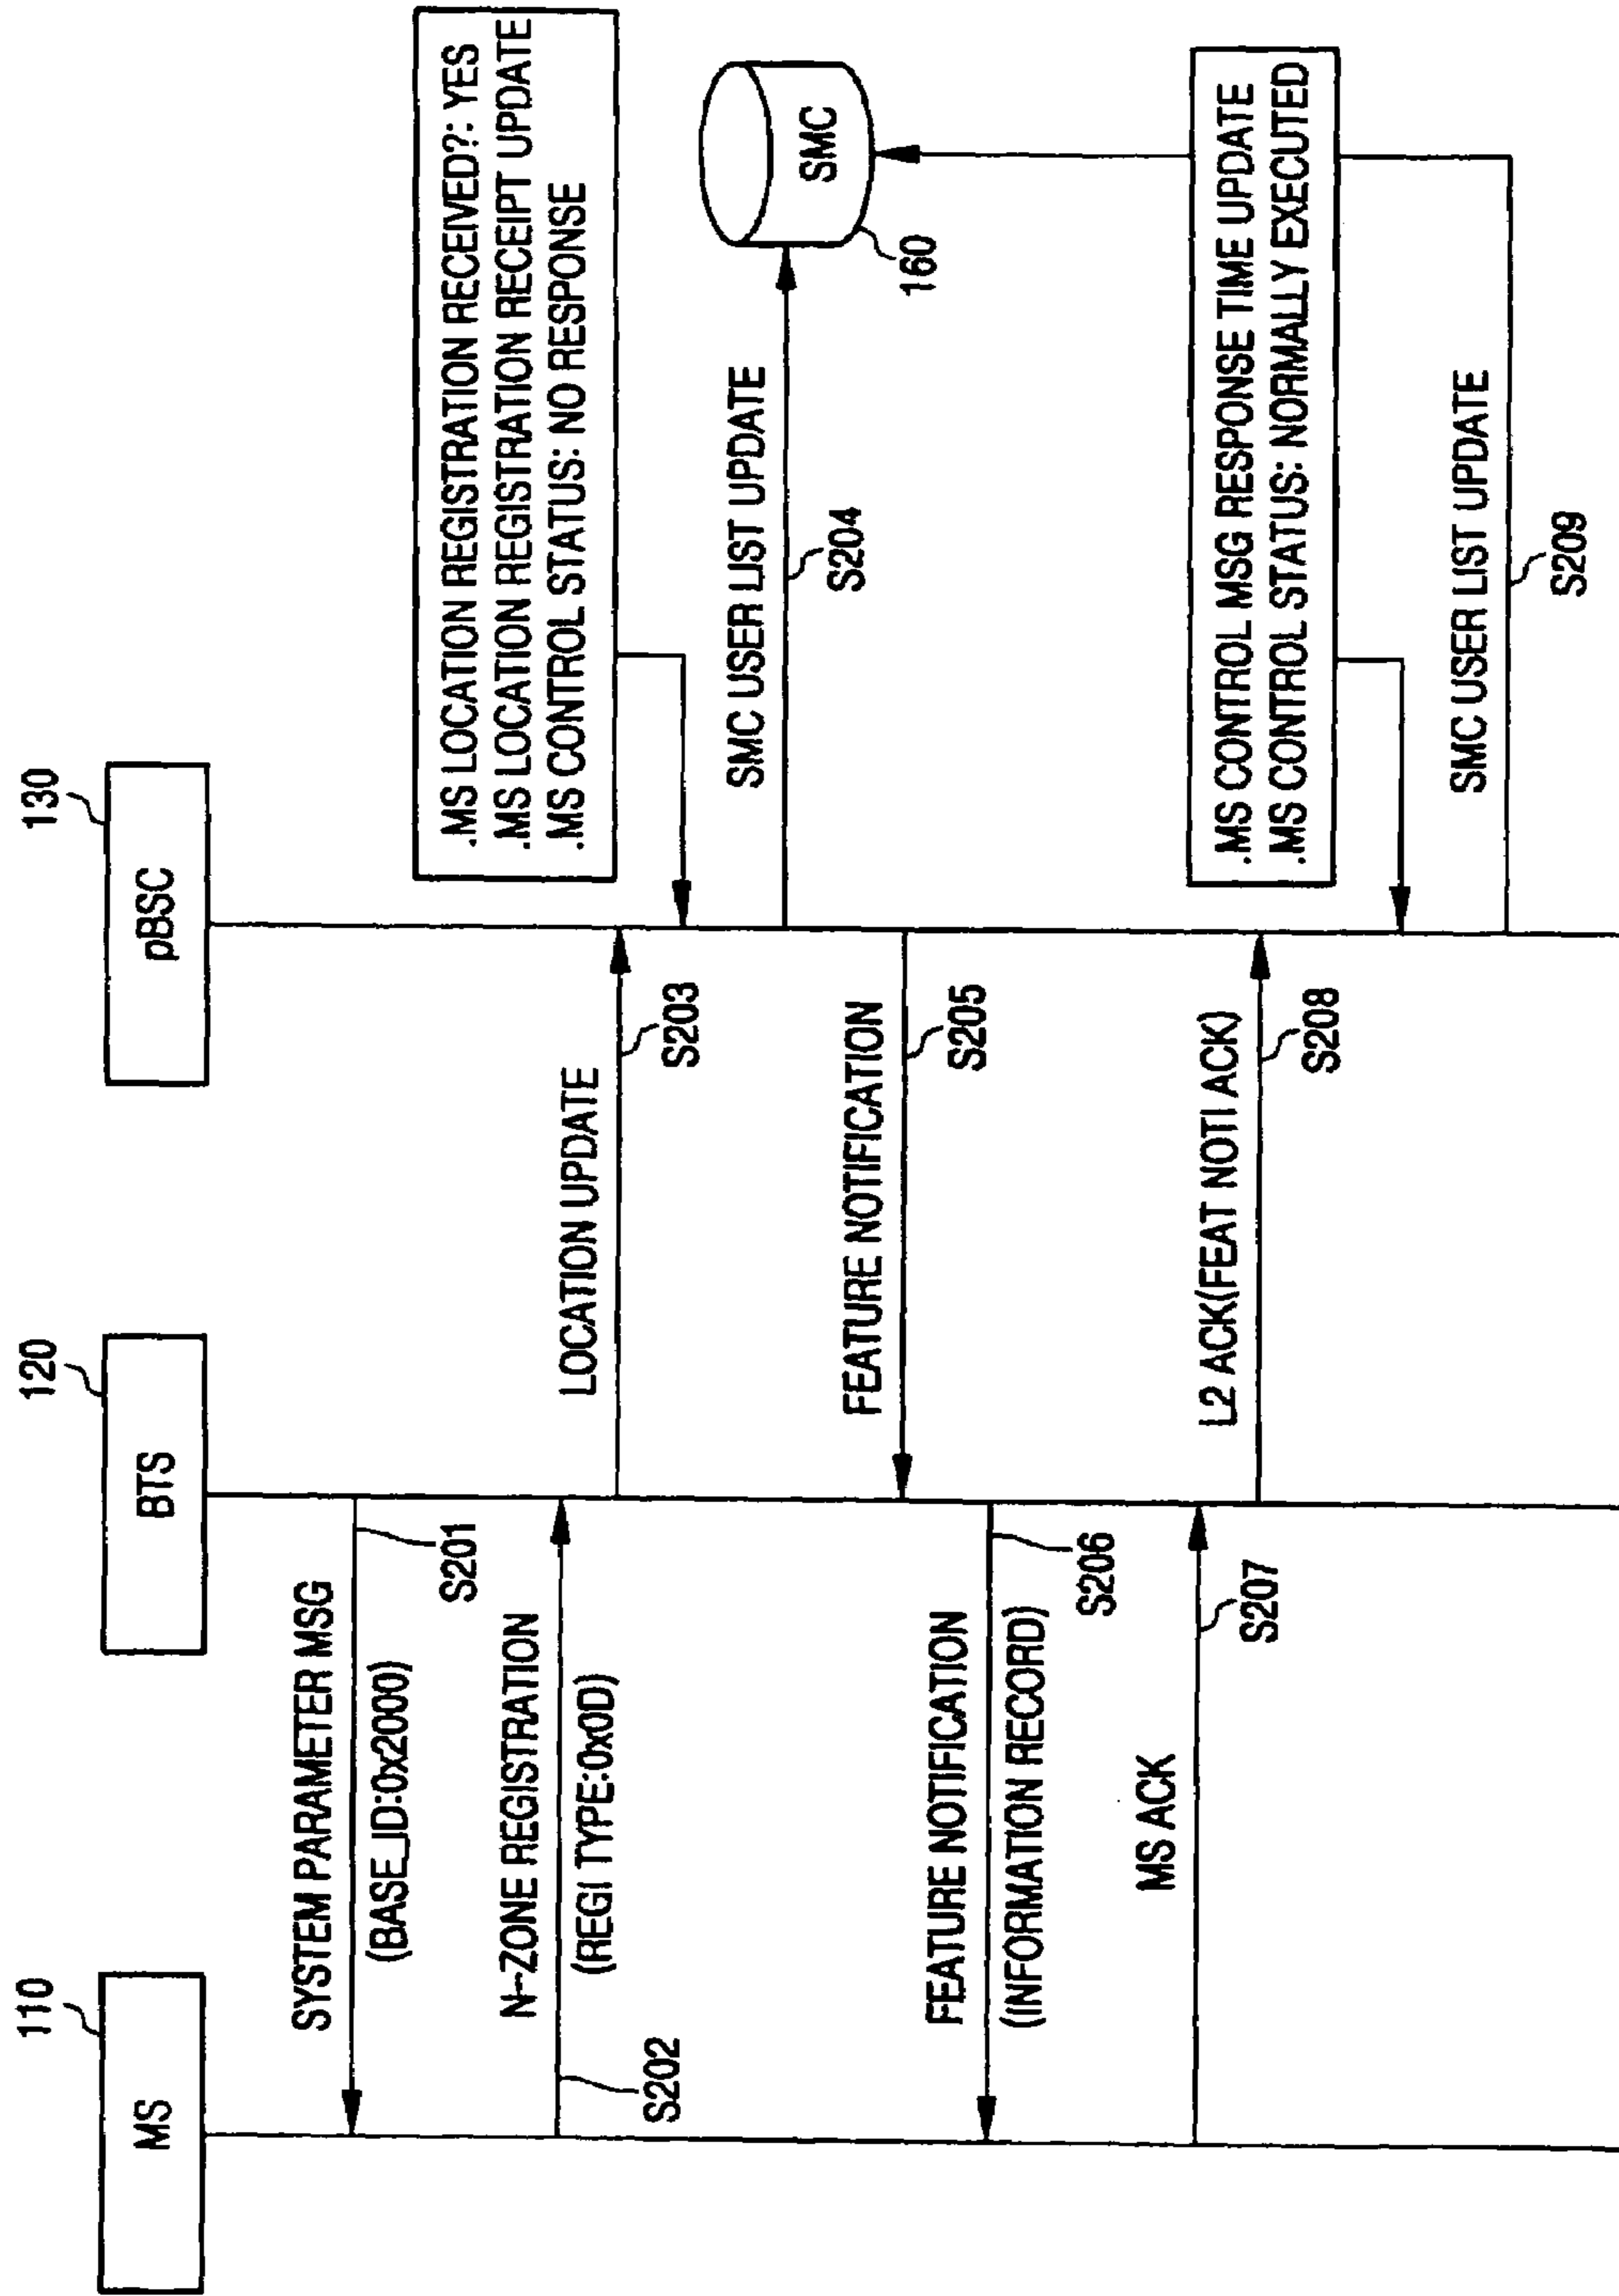 110
MS
120
BTS
130
pBSC
SYSTEM PARAMETER MSG
(BASE_ID:0x2000)
S201
N-ZONE REGISTRATION
(REGI TYPE:0x0D)
S202
LOCATION UPDATE
S203
.MS LOCATION REGISTRATION RECEIVED?: YES
.MS LOCATION REGISTRATION RECEIPT UPDATE
.MS CONTROL STATUS: NO RESPONSE
SMC USER LIST UPDATE
S204
SMC
160
FEATURE NOTIFICATION
S205
FEATURE NOTIFICATION
(INFORMATION RECORD)
S206
MS ACK
S207
L2 ACK(FEAT NOTI ACK)
S208
.MS CONTROL MSG RESPONSE TIME UPDATE
.MS CONTROL STATUS: NORMALLY EXECUTED
SMC USER LIST UPDATE
S209